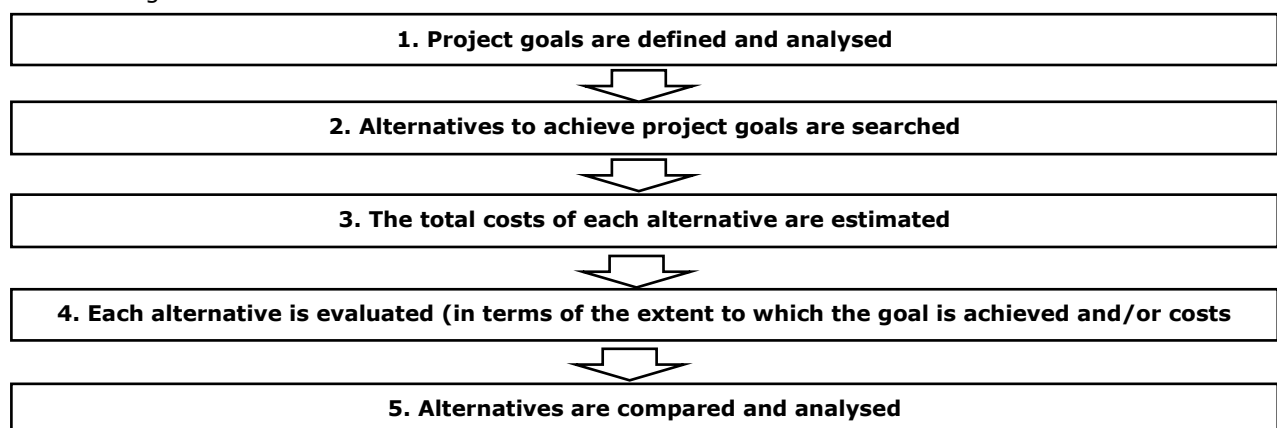 1. Project goals are defined and analysed
2. Alternatives to achieve project goals are searched
3. The total costs of each alternative are estimated
4. Each alternative is evaluated (in terms of the extent to which the goal is achieved and/or costs
5. Alternatives are compared and analysed